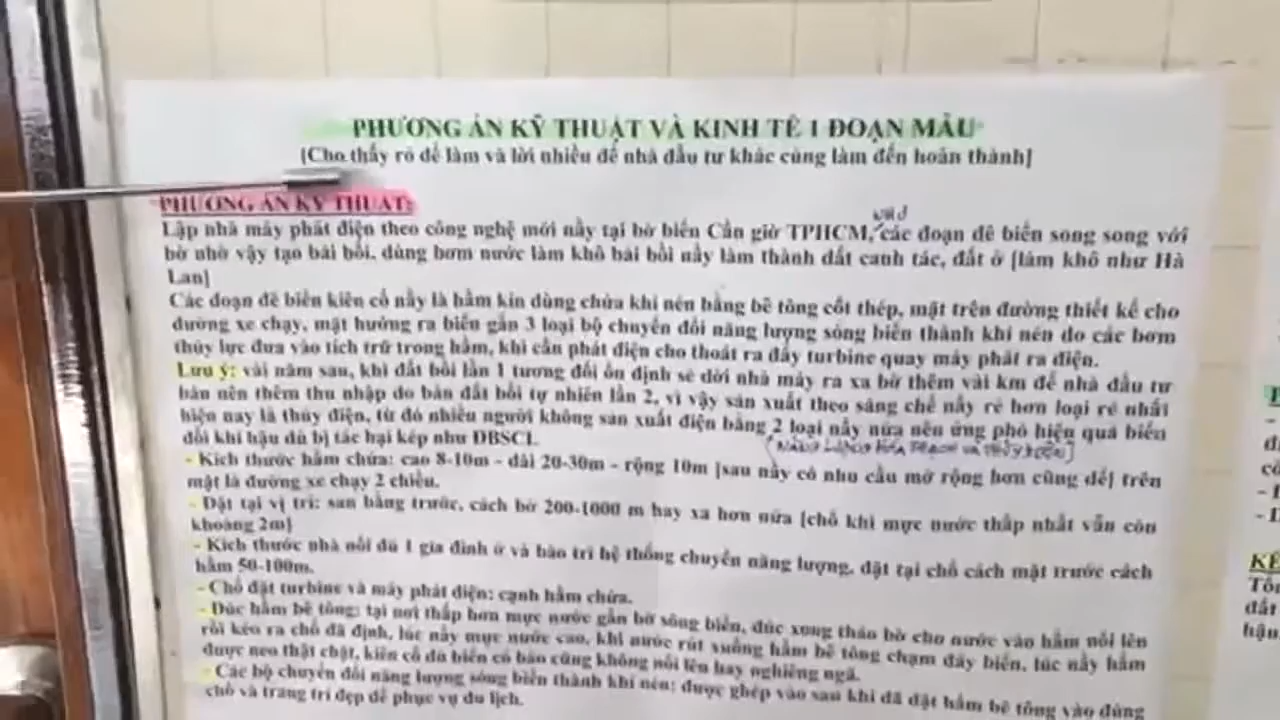 PHƯƠNG ÁN KỸ THUẬT VÀ KINH TẾ 1 ĐOẠN MẪU
[Cho thấy rõ dể làm và lời nhiều để nhà đầu tư khác cùng làm đến hoàn thành]
PHƯƠNG ÁN KỸ THUẬT:
Lập nhà máy phát điện theo công nghệ mới nầy tại bờ biển Cần giờ TPHCM, các đoạn đê biển song song với
bờ nhờ vậy tạo bãi bồi, dùng bơm nước làm khô bãi bồi nầy làm thành đất canh tác, đất ở [làm khô như Hà
Lan]
Các đoạn đê biển kiên cố nầy là hầm kín dùng chứa khí nén bằng bê tông cốt thép, mặt trên đường thiết kế cho
đường xe chạy, mặt hướng ra biển gắn 3 loại bộ chuyển đổi năng lượng sóng biển thành khí nén do các bơm
thủy lực đưa vào tích trữ trong hầm, khi cần phát điện cho thoát ra đẩy turbine quay máy phát ra điện.
Lưu ý: vài năm sau, khi đất bồi lần 1 tương đối ổn định sẽ dời nhà máy ra xa bờ thêm vài km để nhà đầu tư
bán nên thêm thu nhập do bán đất bồi tự nhiên lần 2, vì vậy sản xuất theo sáng chế nầy rẻ hơn loại rẻ nhất
hiện nay là thủy điện, từ đó nhiều người không sản xuất điện bằng 2 loại nầy nữa nên ứng phó hiệu quả biến
đổi khí hậu dù bị tác hại kép như ĐBSCL.
[NĂNG LƯỢNG HÓA THẠCH VÀ THỦY ĐIỆN]
- Kích thước hầm chứa: cao 8-10m - dài 20-30m - rộng 10m [sau nầy có nhu cầu mở rộng hơn cũng dể] trên
mặt là đường xe chạy 2 chiều.
- Đặt tại vị trí: san bằng trước, cách bờ 200-1000 m hay xa hơn nữa [chổ khi mực nước thấp nhất vẫn còn
khoảng 2m]
- Kích thước nhà nổi đủ 1 gia đình ở và bảo trì hệ thống chuyển năng lượng, đặt tại chổ cách mặt trước cách
hầm 50-100m.
- Chổ đặt turbine và máy phát điện: cạnh hầm chứa.
- Đúc hầm bê tông: tại nơi thấp hơn mực nước gần bờ sông biển, đúc xong tháo bờ cho nước vào hầm nổi lên
rồi kéo ra chổ đã định, lúc nầy mực nước cao, khi nước rút xuống hầm bê tông chạm đáy biển, lúc nầy hầm
được neo thật chặt, kiên cố dù biển có bão cũng không nổi lên hay nghiêng ngã.
- Các bộ chuyển đổi năng lượng sóng biển thành khí nén: được ghép vào sau khi đã đặt hầm bê tông vào đúng
chổ và trang trí đẹp để phục vụ du lịch.